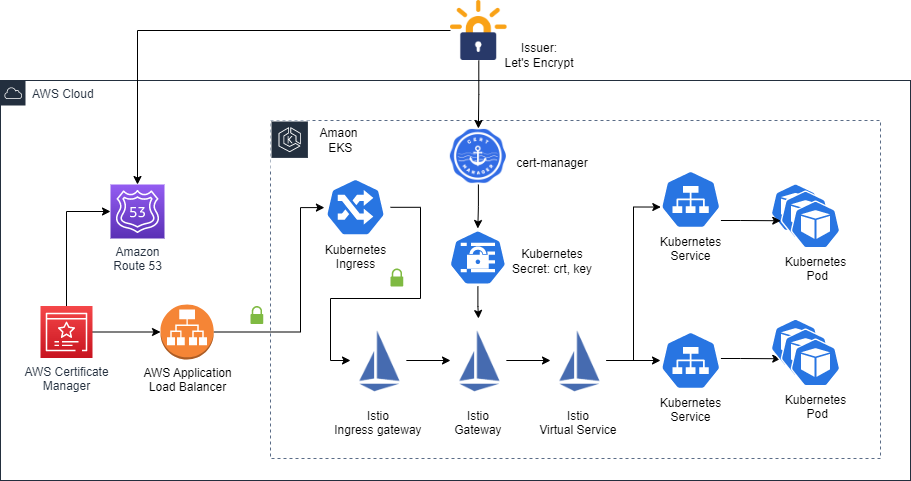 Issuer:
Let's Encrypt
AWS Cloud
Amaon
EKS
CERT
MANAGER
cert-manager
53
Amazon
Route 53
Kubernetes
Ingress
Kubernetes
Secret: crt, key
Kubernetes
Service
Kubernetes
Pod
AWS Certificate
Manager
AWS Application
Load Balancer
Istio
Ingress gateway
Istio
Gateway
Istio
Virtual Service
Kubernetes
Service
Kubernetes
Pod
K